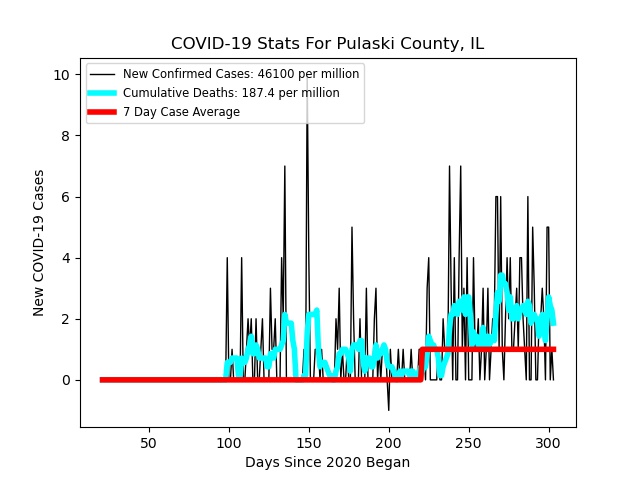 COVID-19 Stats For Pulaski County, IL
New Confirmed Cases: 46100 per million
Cumulative Deaths: 187.4 per million
7 Day Case Average
New COVID-19 Cases
10
8
6
4
2
0
50 100 150 200 250 300
Days Since 2020 Began